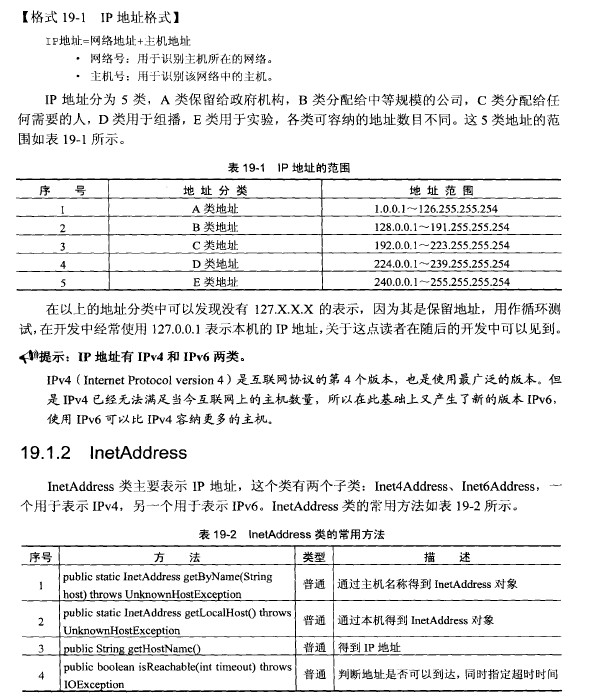 【格式 19-1 IP 地址格式】
IP地址=网络地址+主机地址
• 网络号：用于识别主机所在的网络。
• 主机号：用于识别该网络中的主机。
IP 地址分为 5 类，A 类保留给政府机构，B 类分配给中等规模的公司，C 类分配给任
何需要的人，D 类用于组播，E 类用于实验，各类可容纳的地址数目不同。这 5 类地址的范
围如表 19-1 所示。
表 19-1 IP 地址的范围
序 号 地 址 分 类 地 址 范 围
1 A 类地址 1.0.0.1～126.255.255.254
2 B 类地址 128.0.0.1～191.255.255.254
3 C 类地址 192.0.0.1～223.255.255.254
4 D 类地址 224.0.0.1～239.255.255.254
5 E 类地址 240.0.0.1～255.255.255.254
在以上的地址分类中可以发现没有 127.X.X.X 的表示，因为其是保留地址，用作循环测
试，在开发中经常使用 127.0.0.1 表示本机的 IP 地址，关于这点读者在随后的开发中可以见到。
提示：IP 地址有 IPv4 和 IPv6 两类。
IPv4（Internet Protocol version 4）是互联网协议的第 4 个版本，也是使用最广泛的版本。但
是 IPv4 已经无法满足当今互联网上的主机数量，所以在此基础上又产生了新的版本 IPv6，
使用 IPv6 可以比 IPv4 容纳更多的主机。
19.1.2 InetAddress
InetAddress 类主要表示 IP 地址，这个类有两个子类：Inet4Address、Inet6Address，一
个用于表示 IPv4，另一个用于表示 IPv6。InetAddress 类的常用方法如表 19-2 所示。
表 19-2 InetAddress 类的常用方法
序号 方 法 类型 描 述
1 public static InetAddress getByName(String
host) throws UnknownHostException 普通 通过主机名称得到 InetAddress 对象
2 public static InetAddress getLocalHost() throws
UnknownHostException 普通 通过本机得到 InetAddress 对象
3 public String getHostName() 普通 得到 IP 地址
4 public boolean isReachable(int timeout) throws
IOException 普通 判断地址是否可以到达，同时指定超时时间